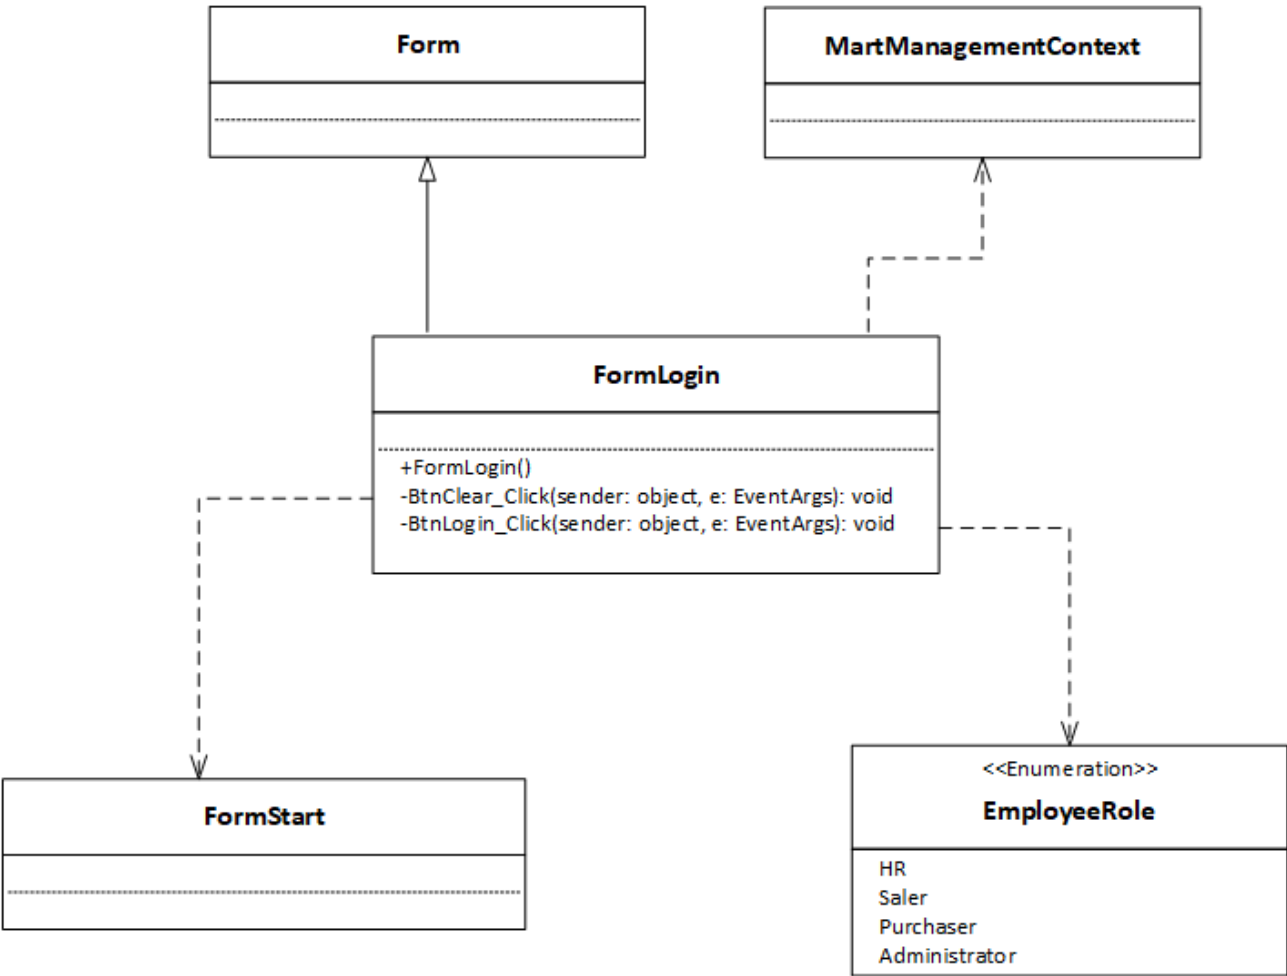 Form
MartManagementContext
FormLogin
+FormLogin()
-BtnClear_Click(sender: object, e: EventArgs): void
-BtnLogin_Click(sender: object, e: EventArgs): void
FormStart
<<Enumeration>>
EmployeeRole
HR
Saler
Purchaser
Administrator